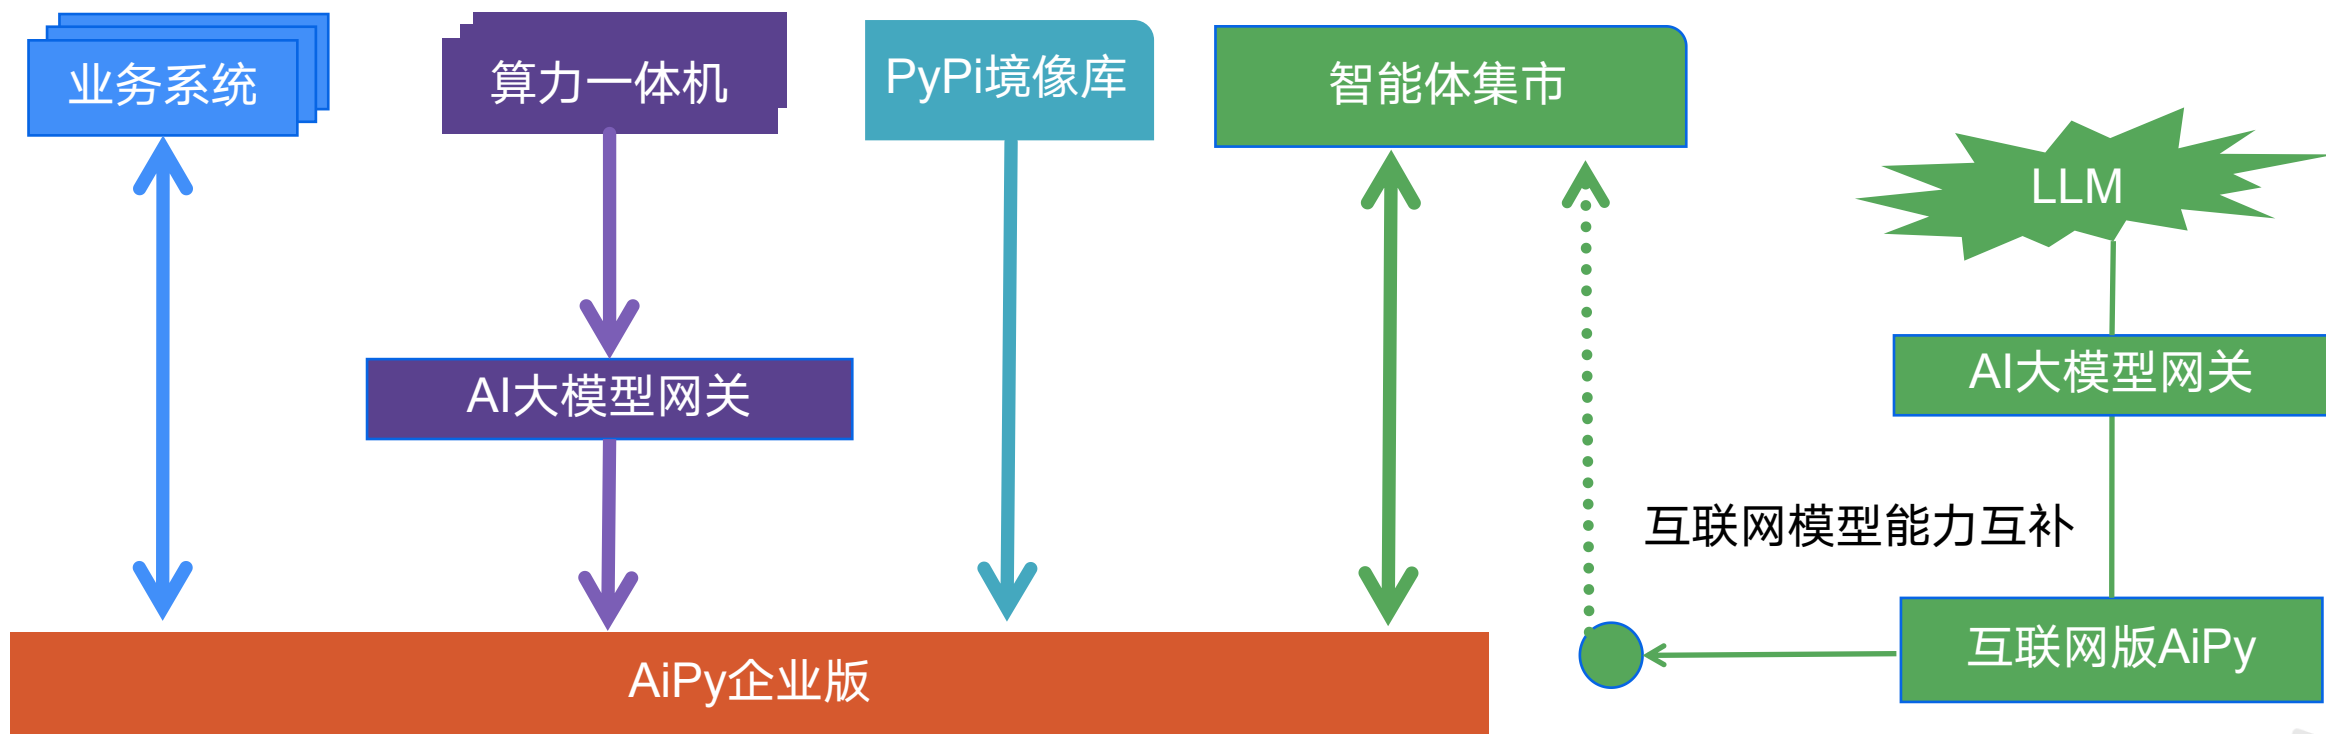 业务系统
算力一体机
PyPi境像库
智能体集市
LLM
AI大模型网关
AI大模型网关
互联网模型能力互补
互联网版AiPy
AiPy企业版